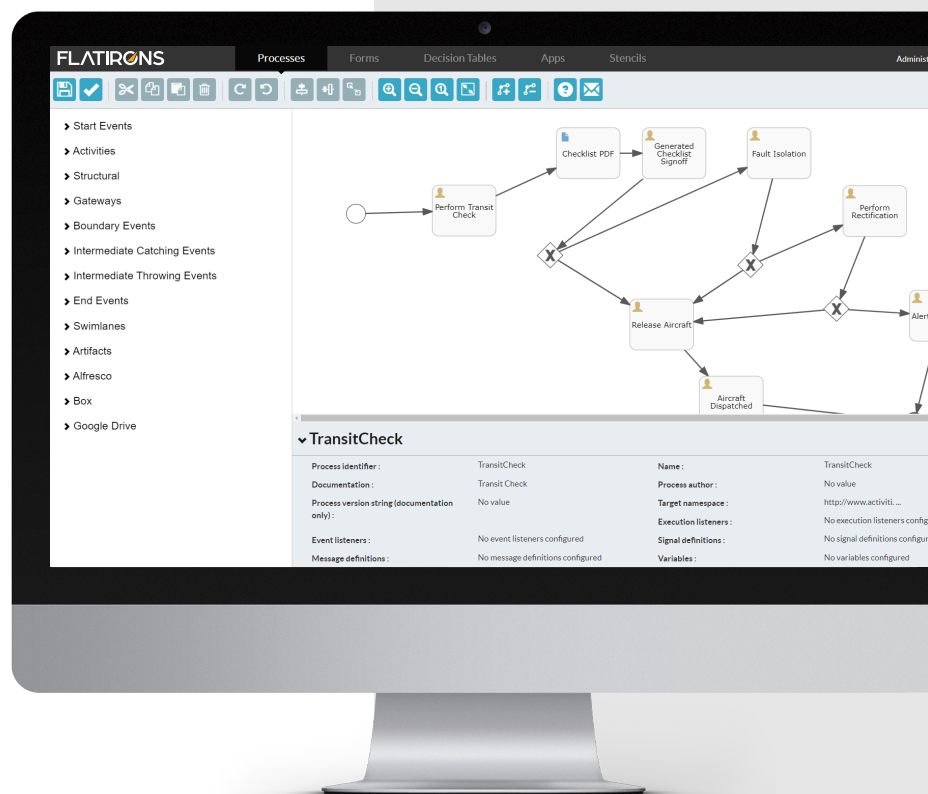 FLATIRONS
Processes
Forms
Decision Tables
Apps
Stencils
Start Events
Activities
Structural
Gateways
Boundary Events
Intermediate Catching Events
Intermediate Throwing Events
End Events
Swimlanes
Artifacts
Alfresco
Box
Google Drive
Checklist PDF
Generated
Checklist
Signoff
Fault Isolation
Perform Transit
Check
Perform
Rectification
X
X
X
Release Aircraft
Alert
Aircraft
Dispatched
TransitCheck
Process identifier :
TransitCheck
Name :
TransitCheck
Documentation :
Transit Check
Process author :
No value
Process version string (documentation
only) :
No value
Target namespace :
http://www.activiti. ...
Execution listeners :
No execution listeners config
Event listeners :
No event listeners configured
Signal definitions :
No signal definitions configur
Message definitions :
No message definitions configured
Variables :
No variables configured